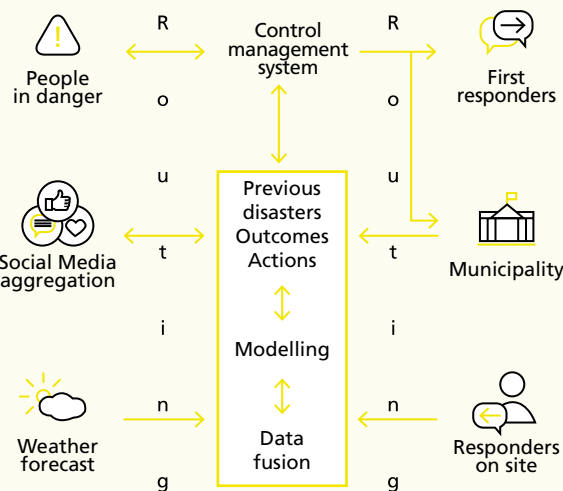 R
o
u
t
i
n
g
People
in danger
Social Media
aggregation
Weather
forecast
Control
management
system
Previous
disasters
Outcomes
Actions
Modelling
Data
fusion
R
o
u
t
i
n
g
First
responders
Municipality
Responders
on site